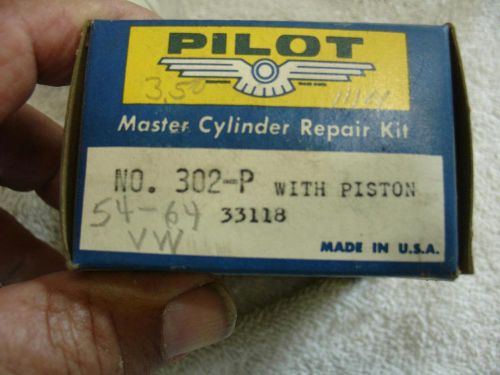 PILOT
3.50
Master Cylinder Repair Kit
NO. 302-P WITH PISTON
54-64 33118
VW
MADE IN U.S.A.